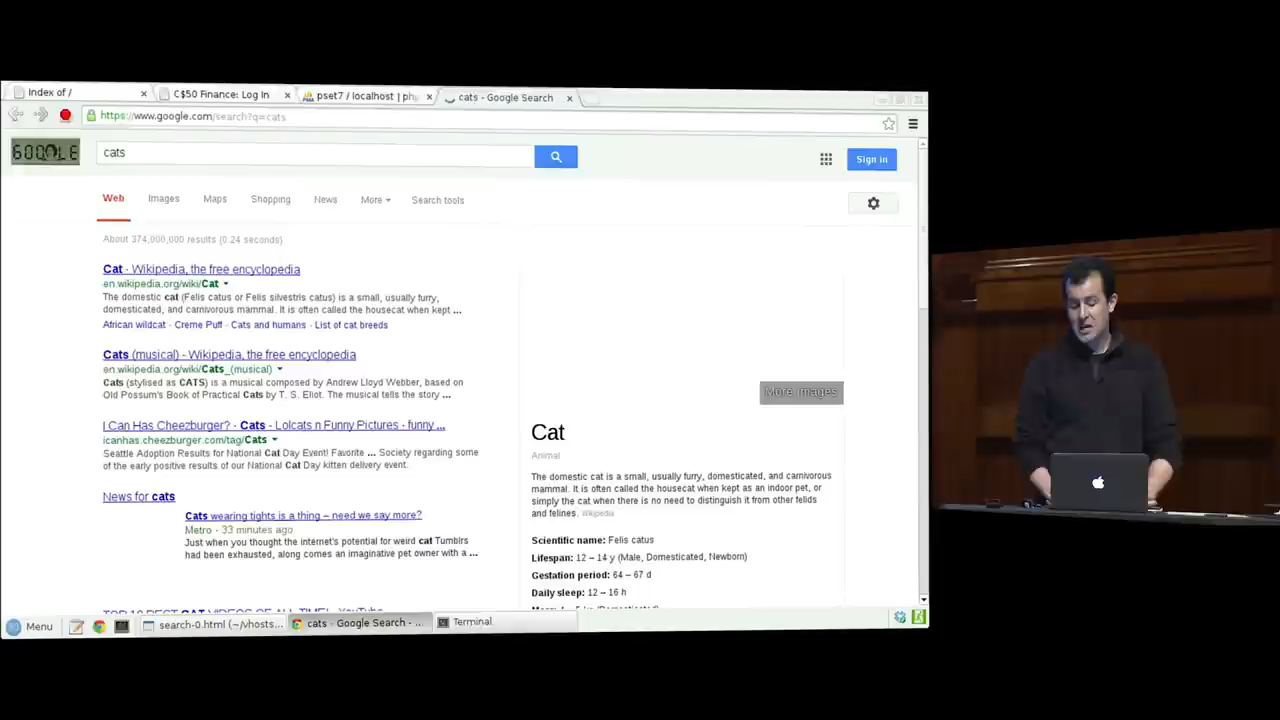 Index of /
C$50 Finance: Log In
pset7 / localhost | php
cats - Google Search
https://www.google.com/search?q=cats
GOOGLE
cats
Sign in
Web
Images
Maps
Shopping
News
More
Search tools
About 374,000,000 results (0.24 seconds)
Cat - Wikipedia, the free encyclopedia
en.wikipedia.org/wiki/Cat
The domestic cat (Felis catus or Felis silvestris catus) is a small, usually furry,
domesticated, and carnivorous mammal. It is often called the housecat when kept ...
African wildcat · Creme Puff · Cats and humans · List of cat breeds
Cats (musical) - Wikipedia, the free encyclopedia
en.wikipedia.org/wiki/Cats_(musical)
Cats (stylised as CATS) is a musical composed by Andrew Lloyd Webber, based on
Old Possum's Book of Practical Cats by T. S. Eliot. The musical tells the story ...
I Can Has Cheezburger? - Cats - Lolcats n Funny Pictures - funny ...
icanhas.cheezburger.com/tag/Cats
Seattle Adoption Results for National Cat Day Event! Favorite ... Society regarding some
of the early positive results of our National Cat Day kitten delivery event.
News for cats
Cats wearing tights is a thing – need we say more?
Metro - 33 minutes ago
Just when you thought the internet's potential for weird cat Tumblrs
had been exhausted, along comes an imaginative pet owner with a ...
TOP 10 BEST CAT VIDEOS OF ALL TIME! - YouTube
More images
Cat
Animal
The domestic cat is a small, usually furry, domesticated, and carnivorous
mammal. It is often called the housecat when kept as an indoor pet, or
simply the cat when there is no need to distinguish it from other felids
and felines. Wikipedia
Scientific name: Felis catus
Lifespan: 12 – 14 y (Male, Domesticated, Newborn)
Gestation period: 64 – 67 d
Daily sleep: 12 – 16 h
Menu
search-0.html (~/vhosts...
cats - Google Search - ...
Terminal